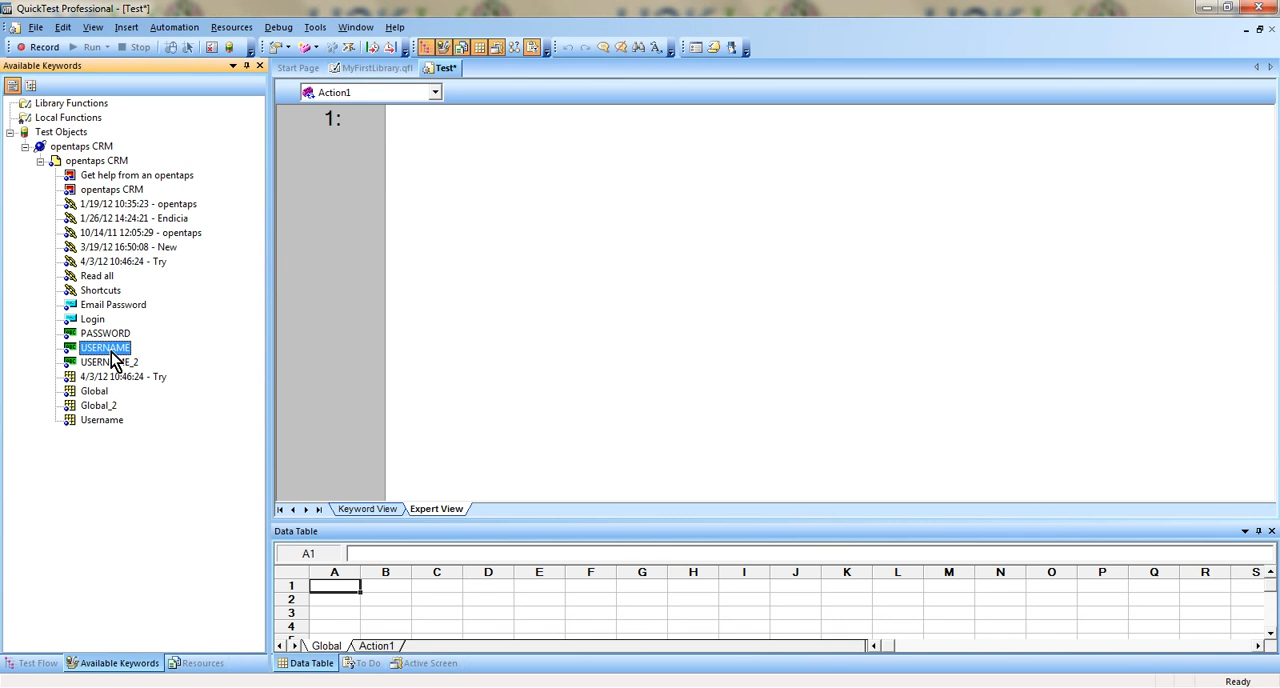 QuickTest Professional - [Test*]
File Edit View Insert Automation Resources Debug Tools Window Help
Record Run Stop
Available Keywords
Start Page MyFirstLibrary.qfl Test*
Action1
Library Functions
Local Functions
Test Objects
opentaps CRM
opentaps CRM
Get help from an opentaps
opentaps CRM
1/19/12 10:35:23 - opentaps
1/26/12 14:24:21 - Endicia
10/14/11 12:05:29 - opentaps
3/19/12 16:50:08 - New
4/3/12 10:46:24 - Try
Read all
Shortcuts
Email Password
Login
PASSWORD
USERNAME
USERNAME_2
4/3/12 10:46:24 - Try
Global
Global_2
Username
1:
Keyword View Expert View
Data Table
A1
A B C D E F G H I J K L M N O P Q R S
1
2
3
4
Global Action1
Test Flow Available Keywords Resources Data Table To Do Active Screen
Ready